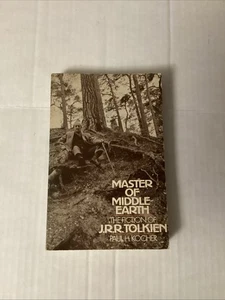 MASTER
OF
MIDDLE-
EARTH
THE FICTION OF
J.R.R. TOLKIEN
PAUL H. KOCHER